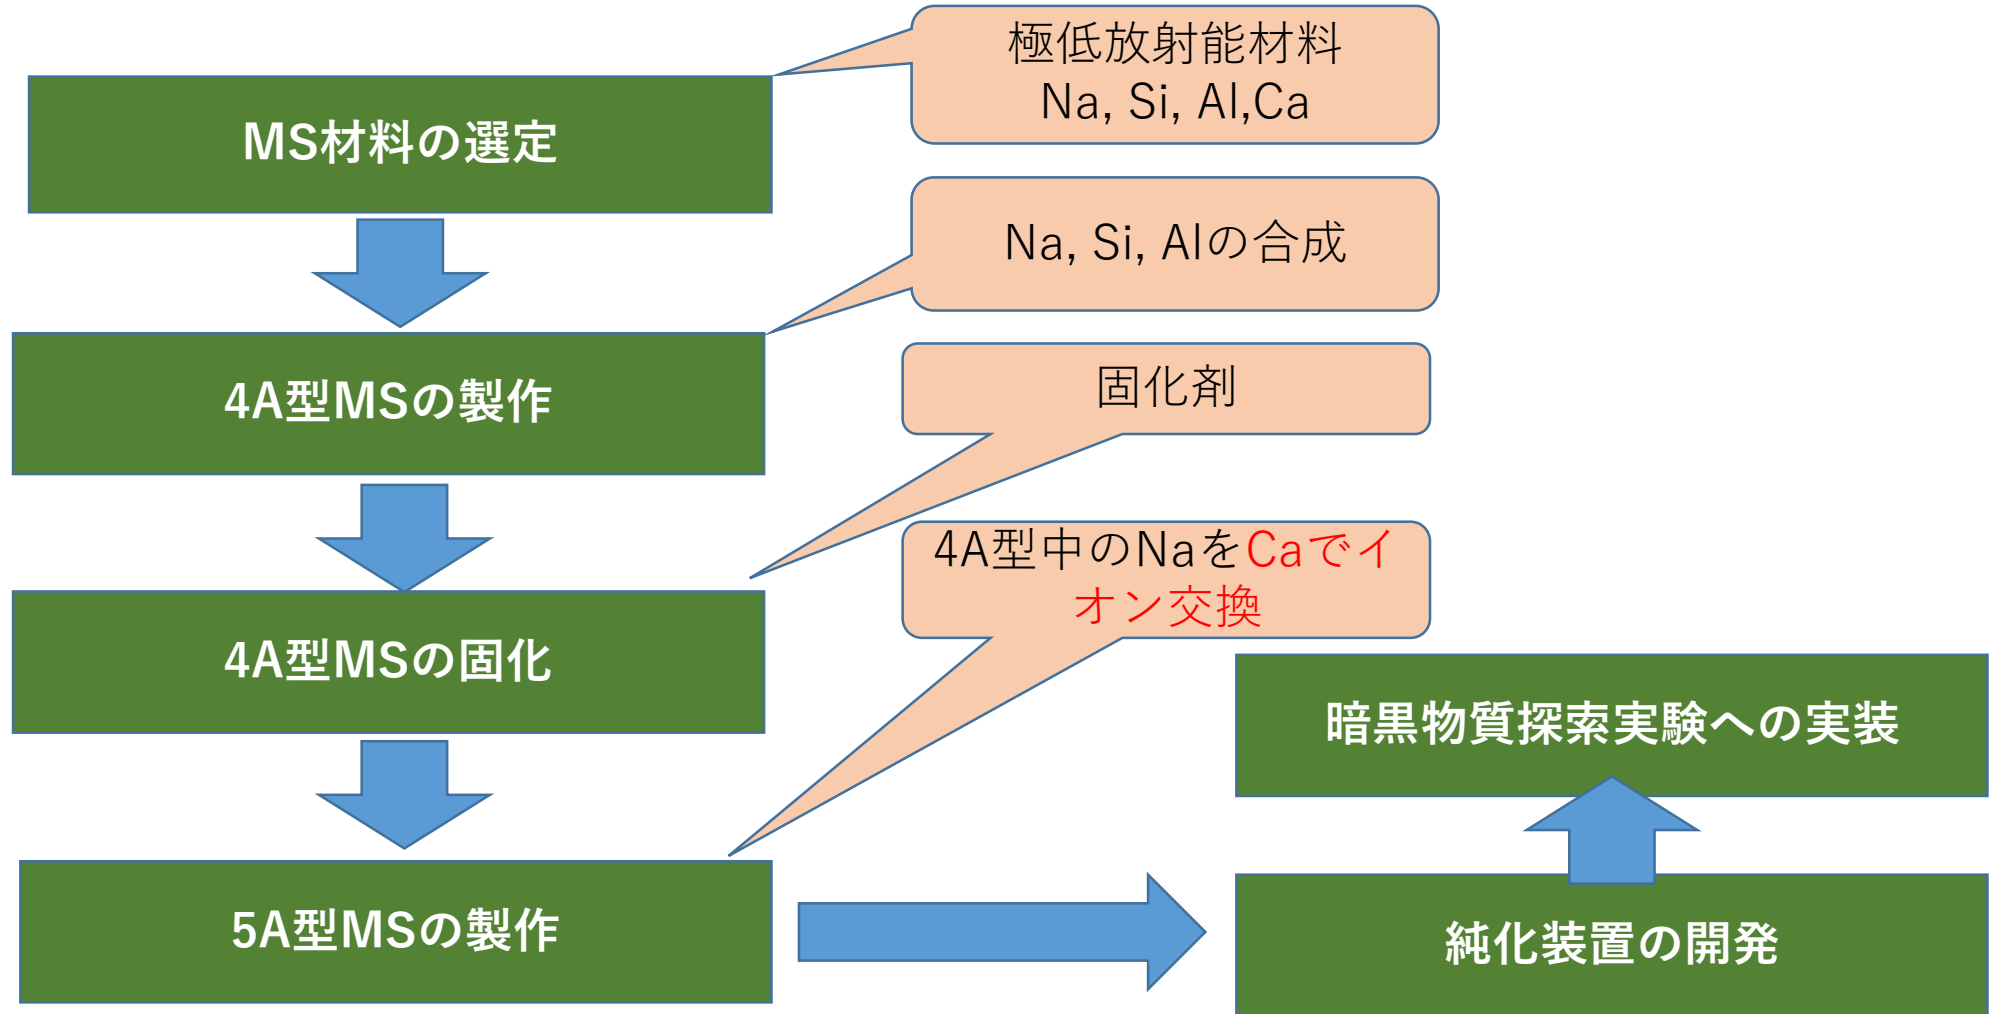 極低放射能材料
Na, Si, Al,Ca
MS材料の選定
Na, Si, Alの合成
4A型MSの製作
固化剤
4A型中のNaをCaでイ
オン交換
4A型MSの固化
暗黒物質探索実験への実装
5A型MSの製作
純化装置の開発